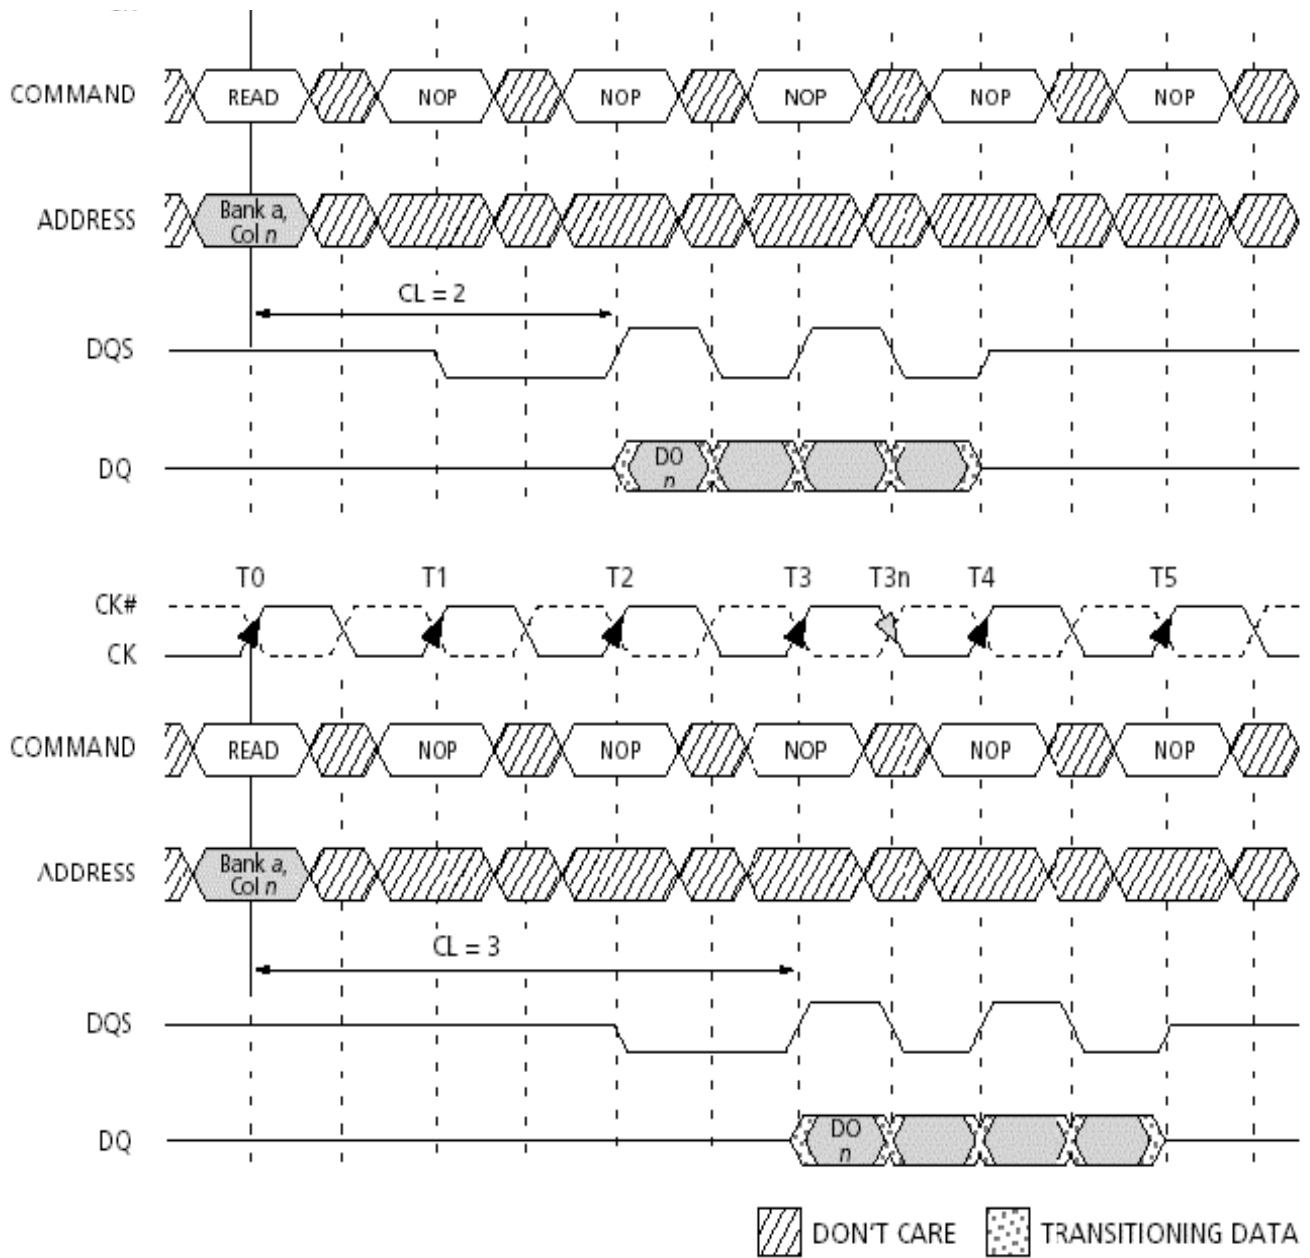 COMMAND READ NOP NOP NOP NOP NOP
ADDRESS Bank a,
Col n
CL = 2
DQS
DQ DO
n
T0 T1 T2 T3 T3n T4 T5
CK#
CK
COMMAND READ NOP NOP NOP NOP NOP
ADDRESS Bank a,
Col n
CL = 3
DQS
DQ DO
n
DON'T CARE TRANSITIONING DATA